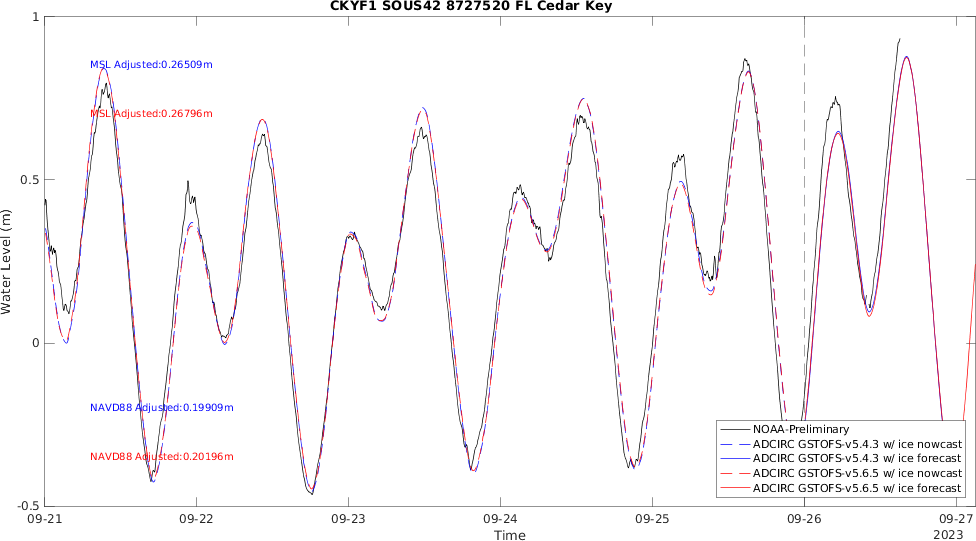 CKYF1 SOUS42 8727520 FL Cedar Key
1
MSL Adjusted:0.26509m
MSL Adjusted:0.26796m
0.5
Water Level (m)
0
NAVD88 Adjusted:0.19909m
NAVD88 Adjusted:0.20196m
NOAA-Preliminary
ADCIRC GSTOFS-v5.4.3 w/ ice nowcast
ADCIRC GSTOFS-v5.4.3 w/ ice forecast
ADCIRC GSTOFS-v5.6.5 w/ ice nowcast
ADCIRC GSTOFS-v5.6.5 w/ ice forecast
-0.5
09-21 09-22 09-23 09-24 09-25 09-26 09-27
Time
2023